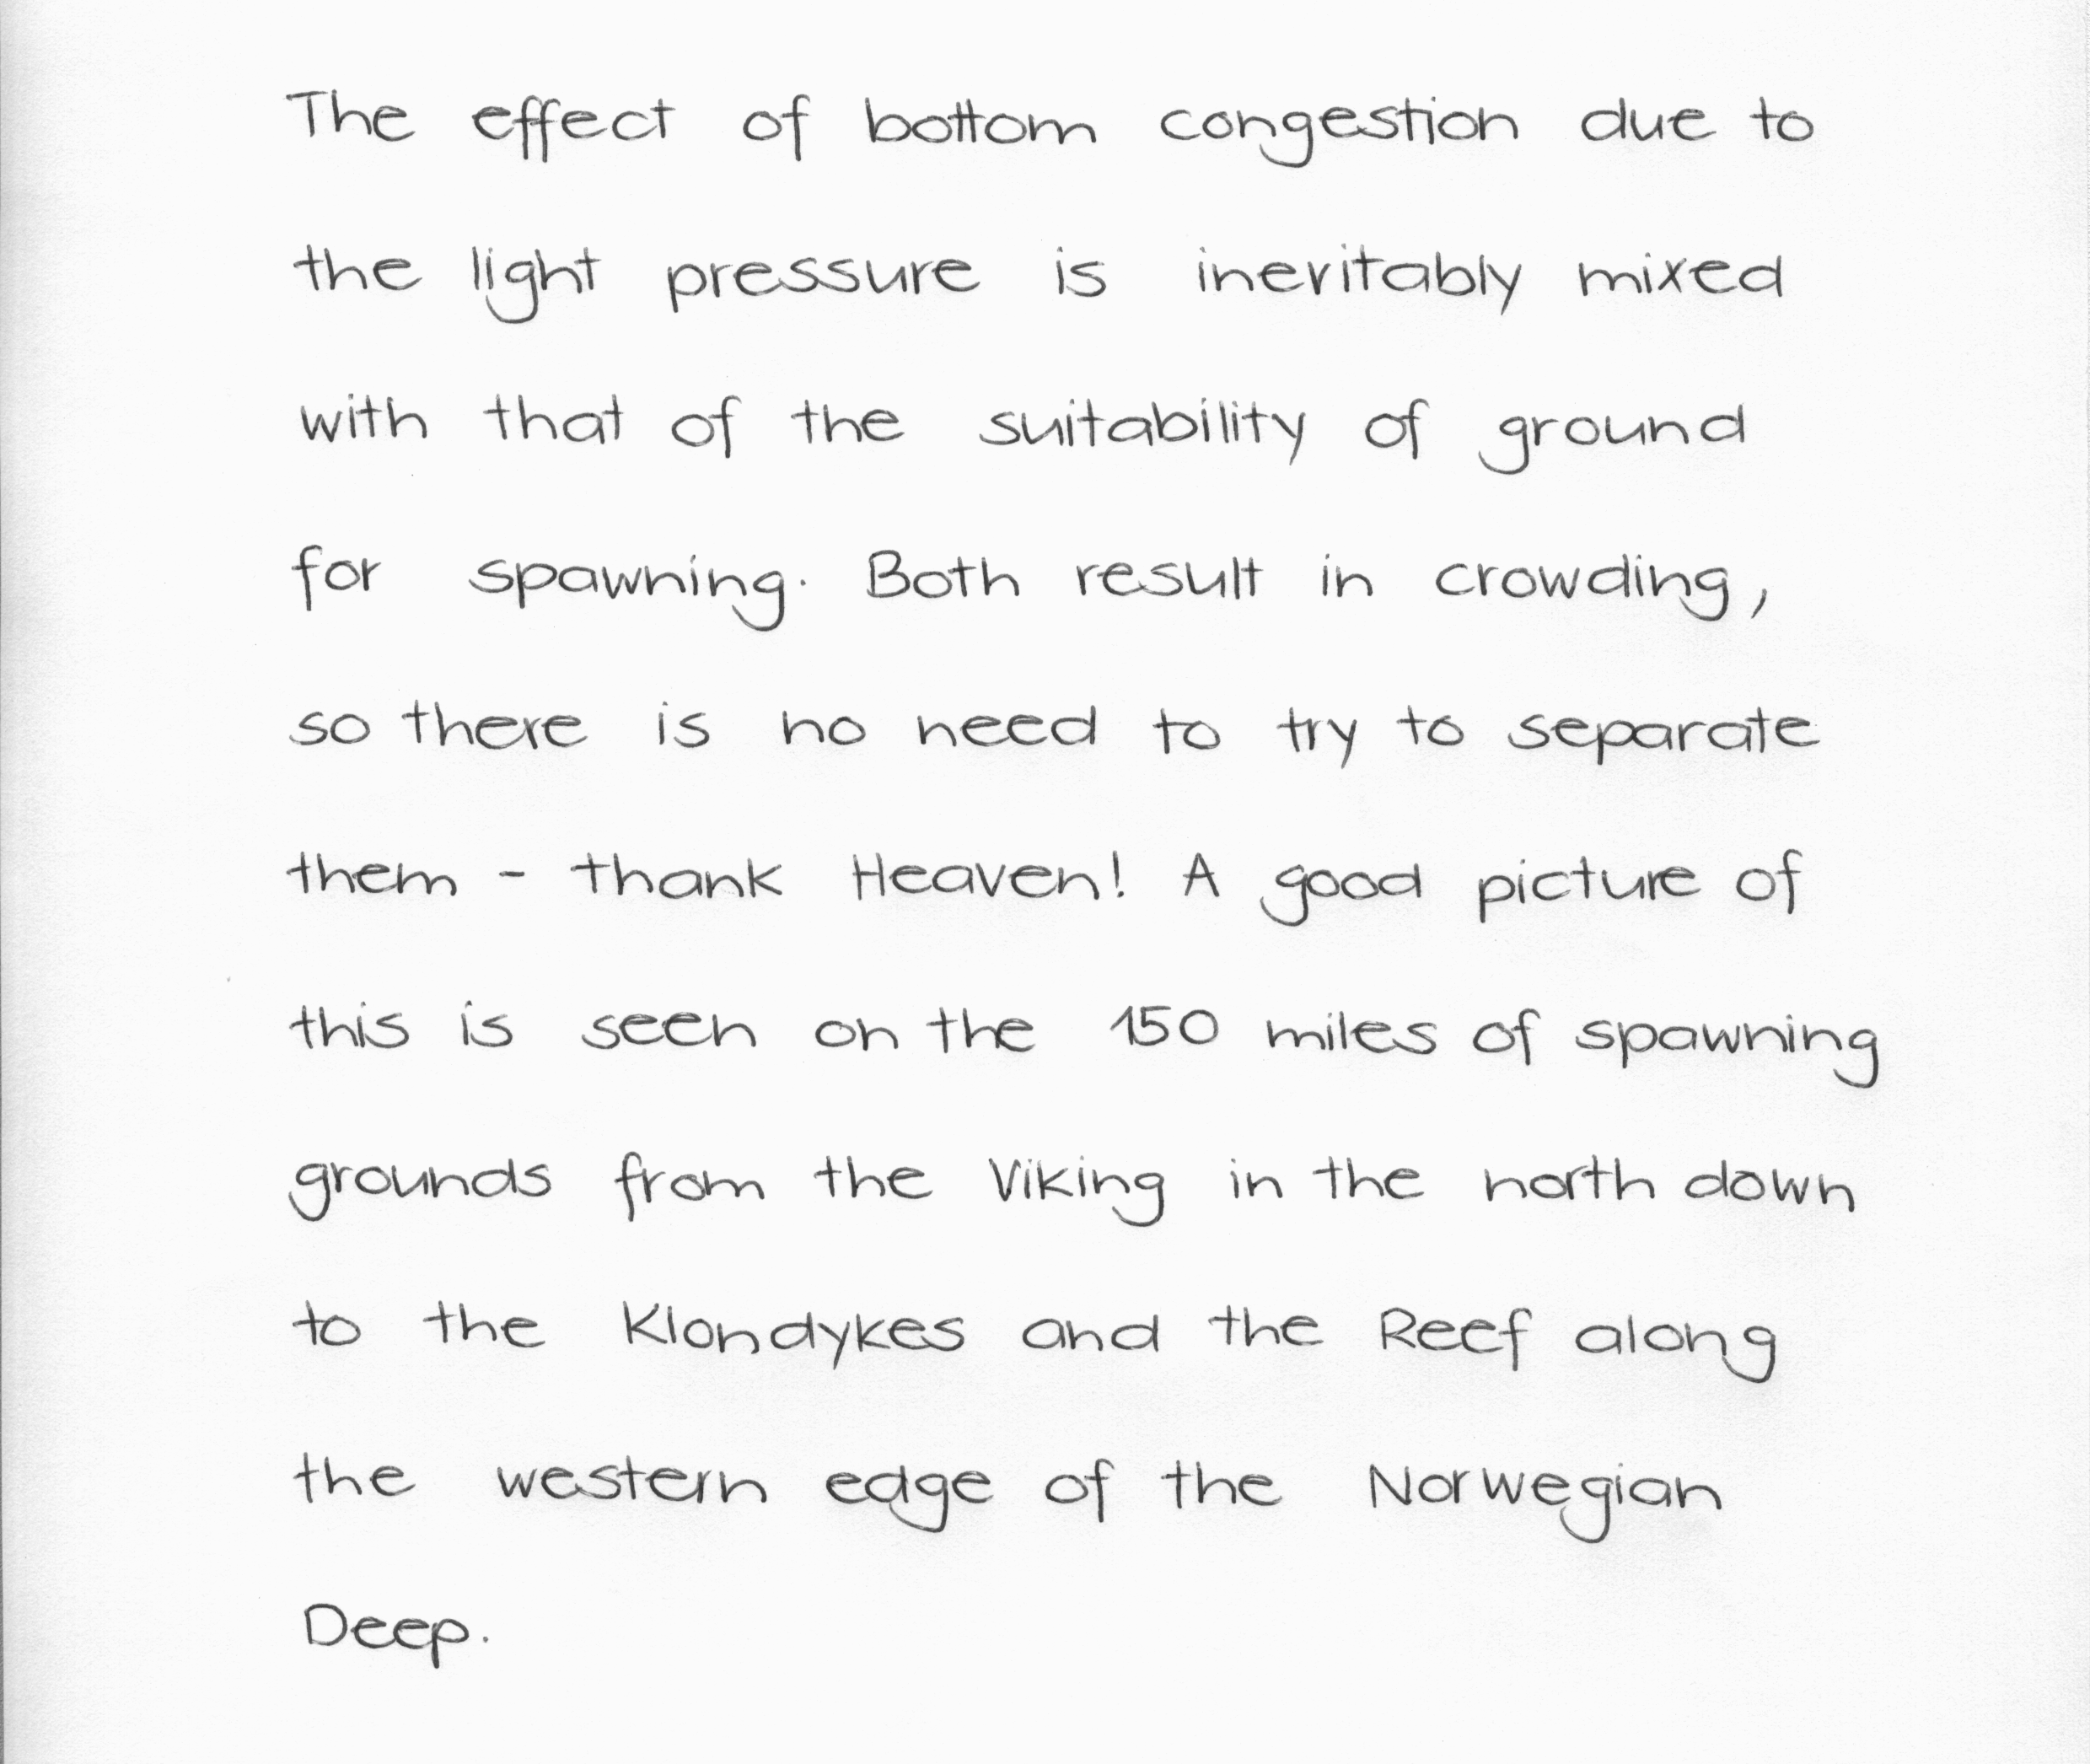 The effect of bottom congestion due to
the light pressure is inevitably mixed
with that of the suitability of ground
for spawning. Both result in crowding,
so there is no need to try to separate
them - thank Heaven! A good picture of
this is seen on the 150 miles of spawning
grounds from the Viking in the north down
to the Klondykes and the Reef along
the western edge of the Norwegian
Deep.